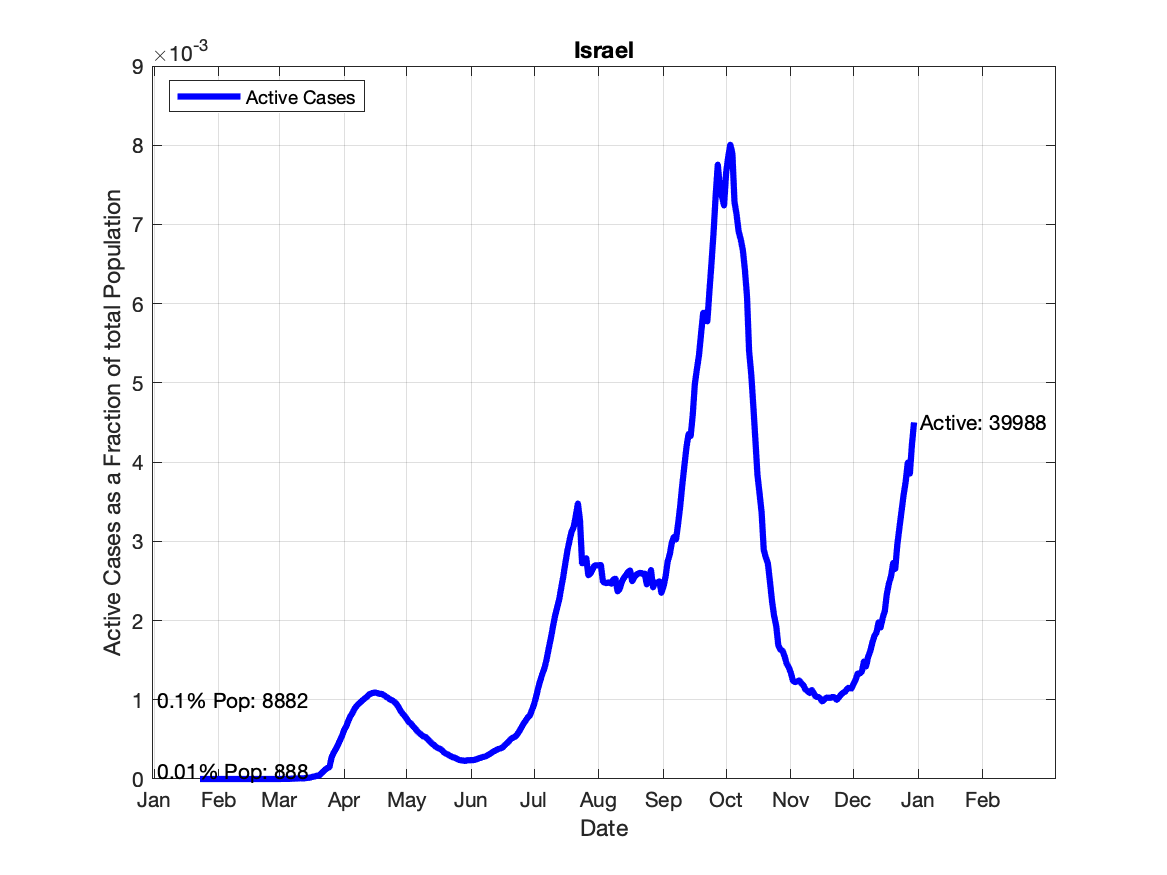 Israel
×10-3
Active Cases
9
8
7
6
5
4
3
2
1
0
Active Cases as a Fraction of total Population
Active: 39988
0.1% Pop: 8882
0.01% Pop: 888
Jan Feb Mar Apr May Jun Jul Aug Sep Oct Nov Dec Jan Feb
Date